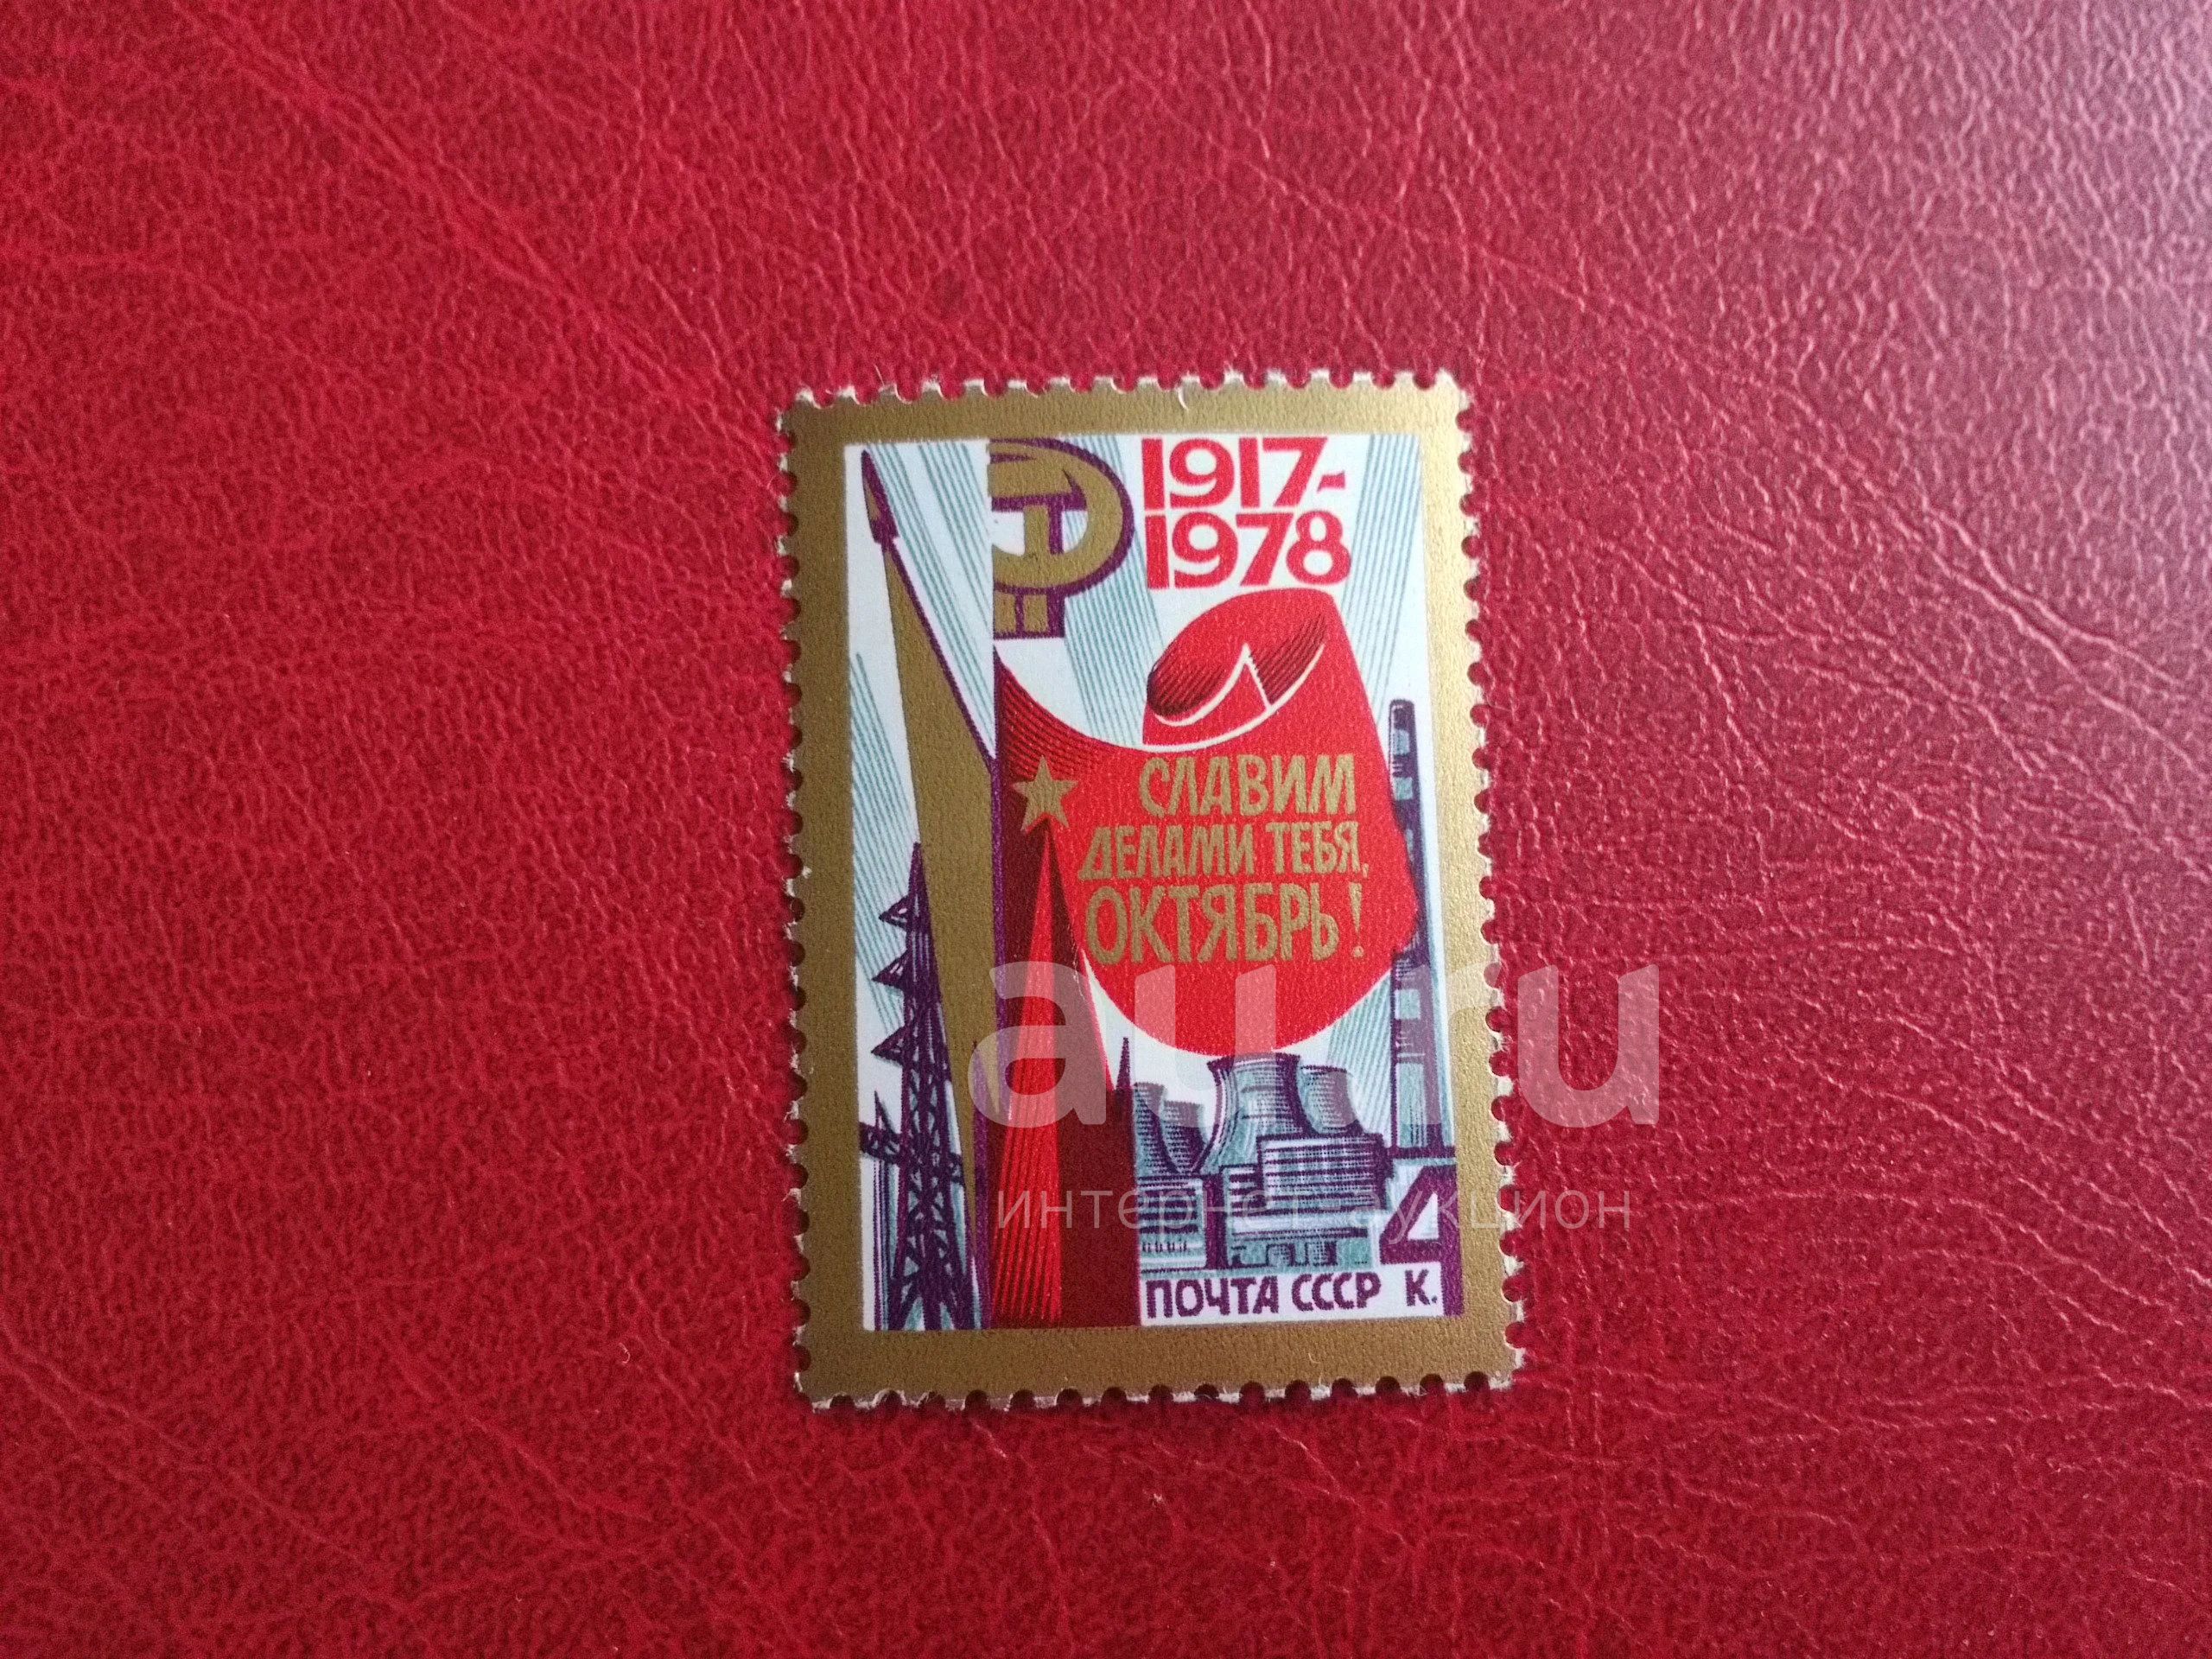 1917-
1978
СЛАВИМ
ДЕЛАМИ ТЕБЯ,
ОКТЯБРЬ!
au.ru
интернет-аукцион
4
ПОЧТА СССР К.